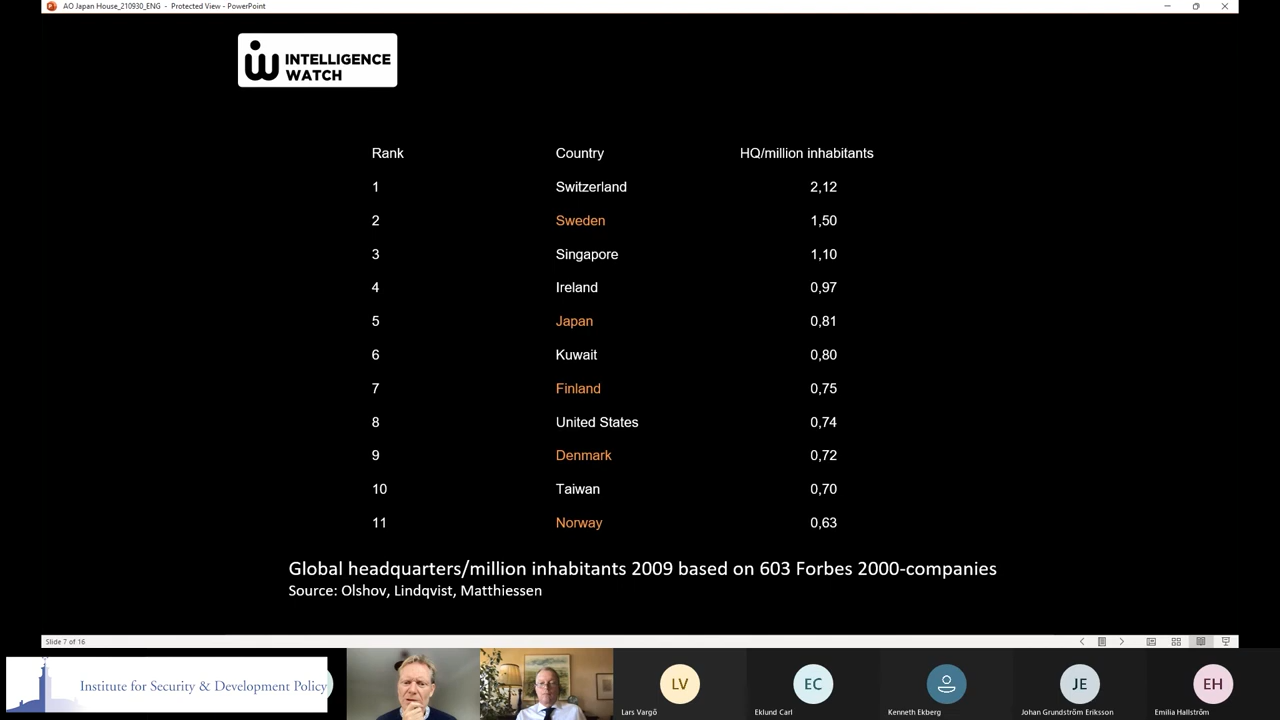 AO Japan House_210930_ENG - Protected View - PowerPoint
INTELLIGENCE
WATCH
Rank Country HQ/million inhabitants
1 Switzerland 2,12
2 Sweden 1,50
3 Singapore 1,10
4 Ireland 0,97
5 Japan 0,81
6 Kuwait 0,80
7 Finland 0,75
8 United States 0,74
9 Denmark 0,72
10 Taiwan 0,70
11 Norway 0,63
Global headquarters/million inhabitants 2009 based on 603 Forbes 2000-companies
Source: Olshov, Lindqvist, Matthiessen
Slide 7 of 16
Institute for Security & Development Policy
LV EC JE EH
Lars Vargö Eklund Carl Kenneth Ekberg Johan Grundström Eriksson Emilia Hallström